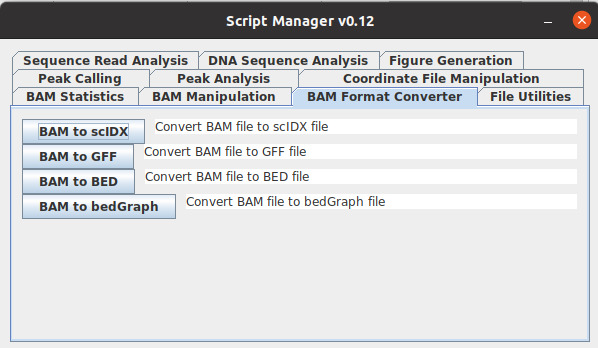 Script Manager v0.12
Sequence Read Analysis DNA Sequence Analysis Figure Generation
Peak Calling Peak Analysis Coordinate File Manipulation
BAM Statistics BAM Manipulation BAM Format Converter File Utilities
BAM to scIDX Convert BAM file to scIDX file
BAM to GFF Convert BAM file to GFF file
BAM to BED Convert BAM file to BED file
BAM to bedGraph Convert BAM file to bedGraph file